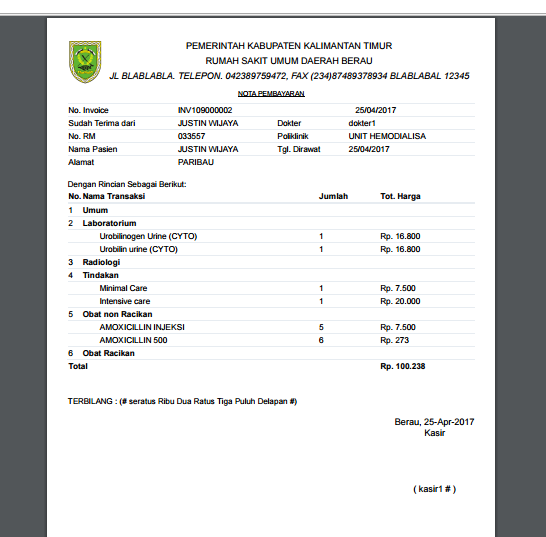 PEMERINTAH KABUPATEN KALIMANTAN TIMUR
RUMAH SAKIT UMUM DAERAH BERAU
JL BLABLABLA. TELEPON. 042389759472, FAX (234)87489378934 BLABLABAL 12345
NOTA PEMBAYARAN
No. Invoice INV109000002 25/04/2017
Sudah Terima dari JUSTIN WIJAYA Dokter dokter1
No. RM 033557 Poliklinik UNIT HEMODIALISA
Nama Pasien JUSTIN WIJAYA Tgl. Dirawat 25/04/2017
Alamat PARIBAU
Dengan Rincian Sebagai Berikut:
No. Nama Transaksi Jumlah Tot. Harga
1 Umum
2 Laboratorium
Urobilinogen Urine (CYTO) 1 Rp. 16.800
Urobilin urine (CYTO) 1 Rp. 16.800
3 Radiologi
4 Tindakan
Minimal Care 1 Rp. 7.500
Intensive care 1 Rp. 20.000
5 Obat non Racikan
AMOXICILLIN INJEKSI 5 Rp. 7.500
AMOXICILLIN 500 6 Rp. 273
6 Obat Racikan
Total Rp. 100.238
TERBILANG : (# seratus Ribu Dua Ratus Tiga Puluh Delapan #)
Berau, 25-Apr-2017
Kasir
( kasir1 # )